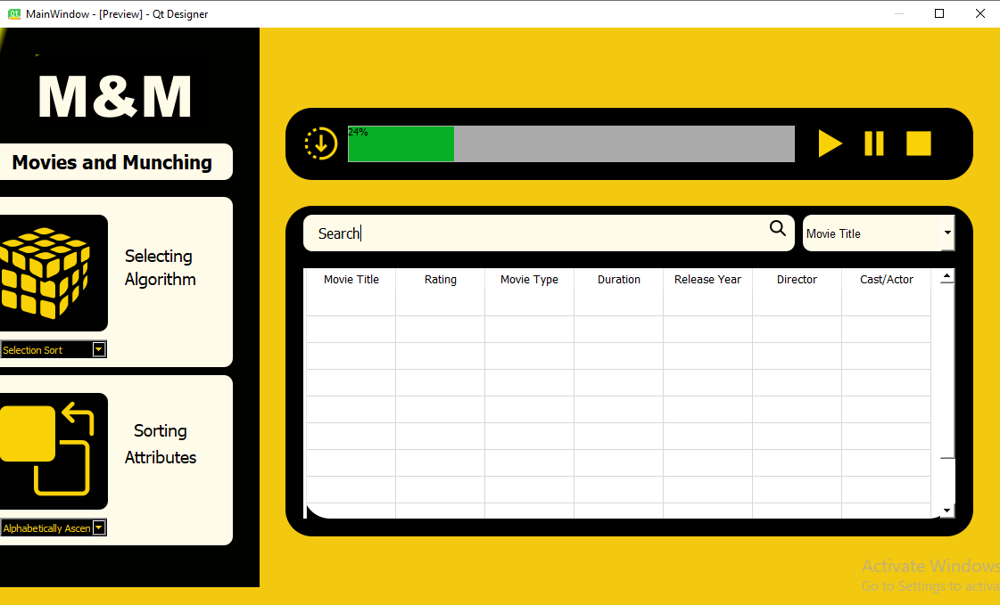 MainWindow - [Preview] - Qt Designer
M&M
Movies and Munching
Selecting
Algorithm
Selection Sort
Sorting
Attributes
Alphabetically Ascen
24%
Search
Movie Title
Movie Title Rating Movie Type Duration Release Year Director Cast/Actor
Activate Windows
Go to Settings to activa